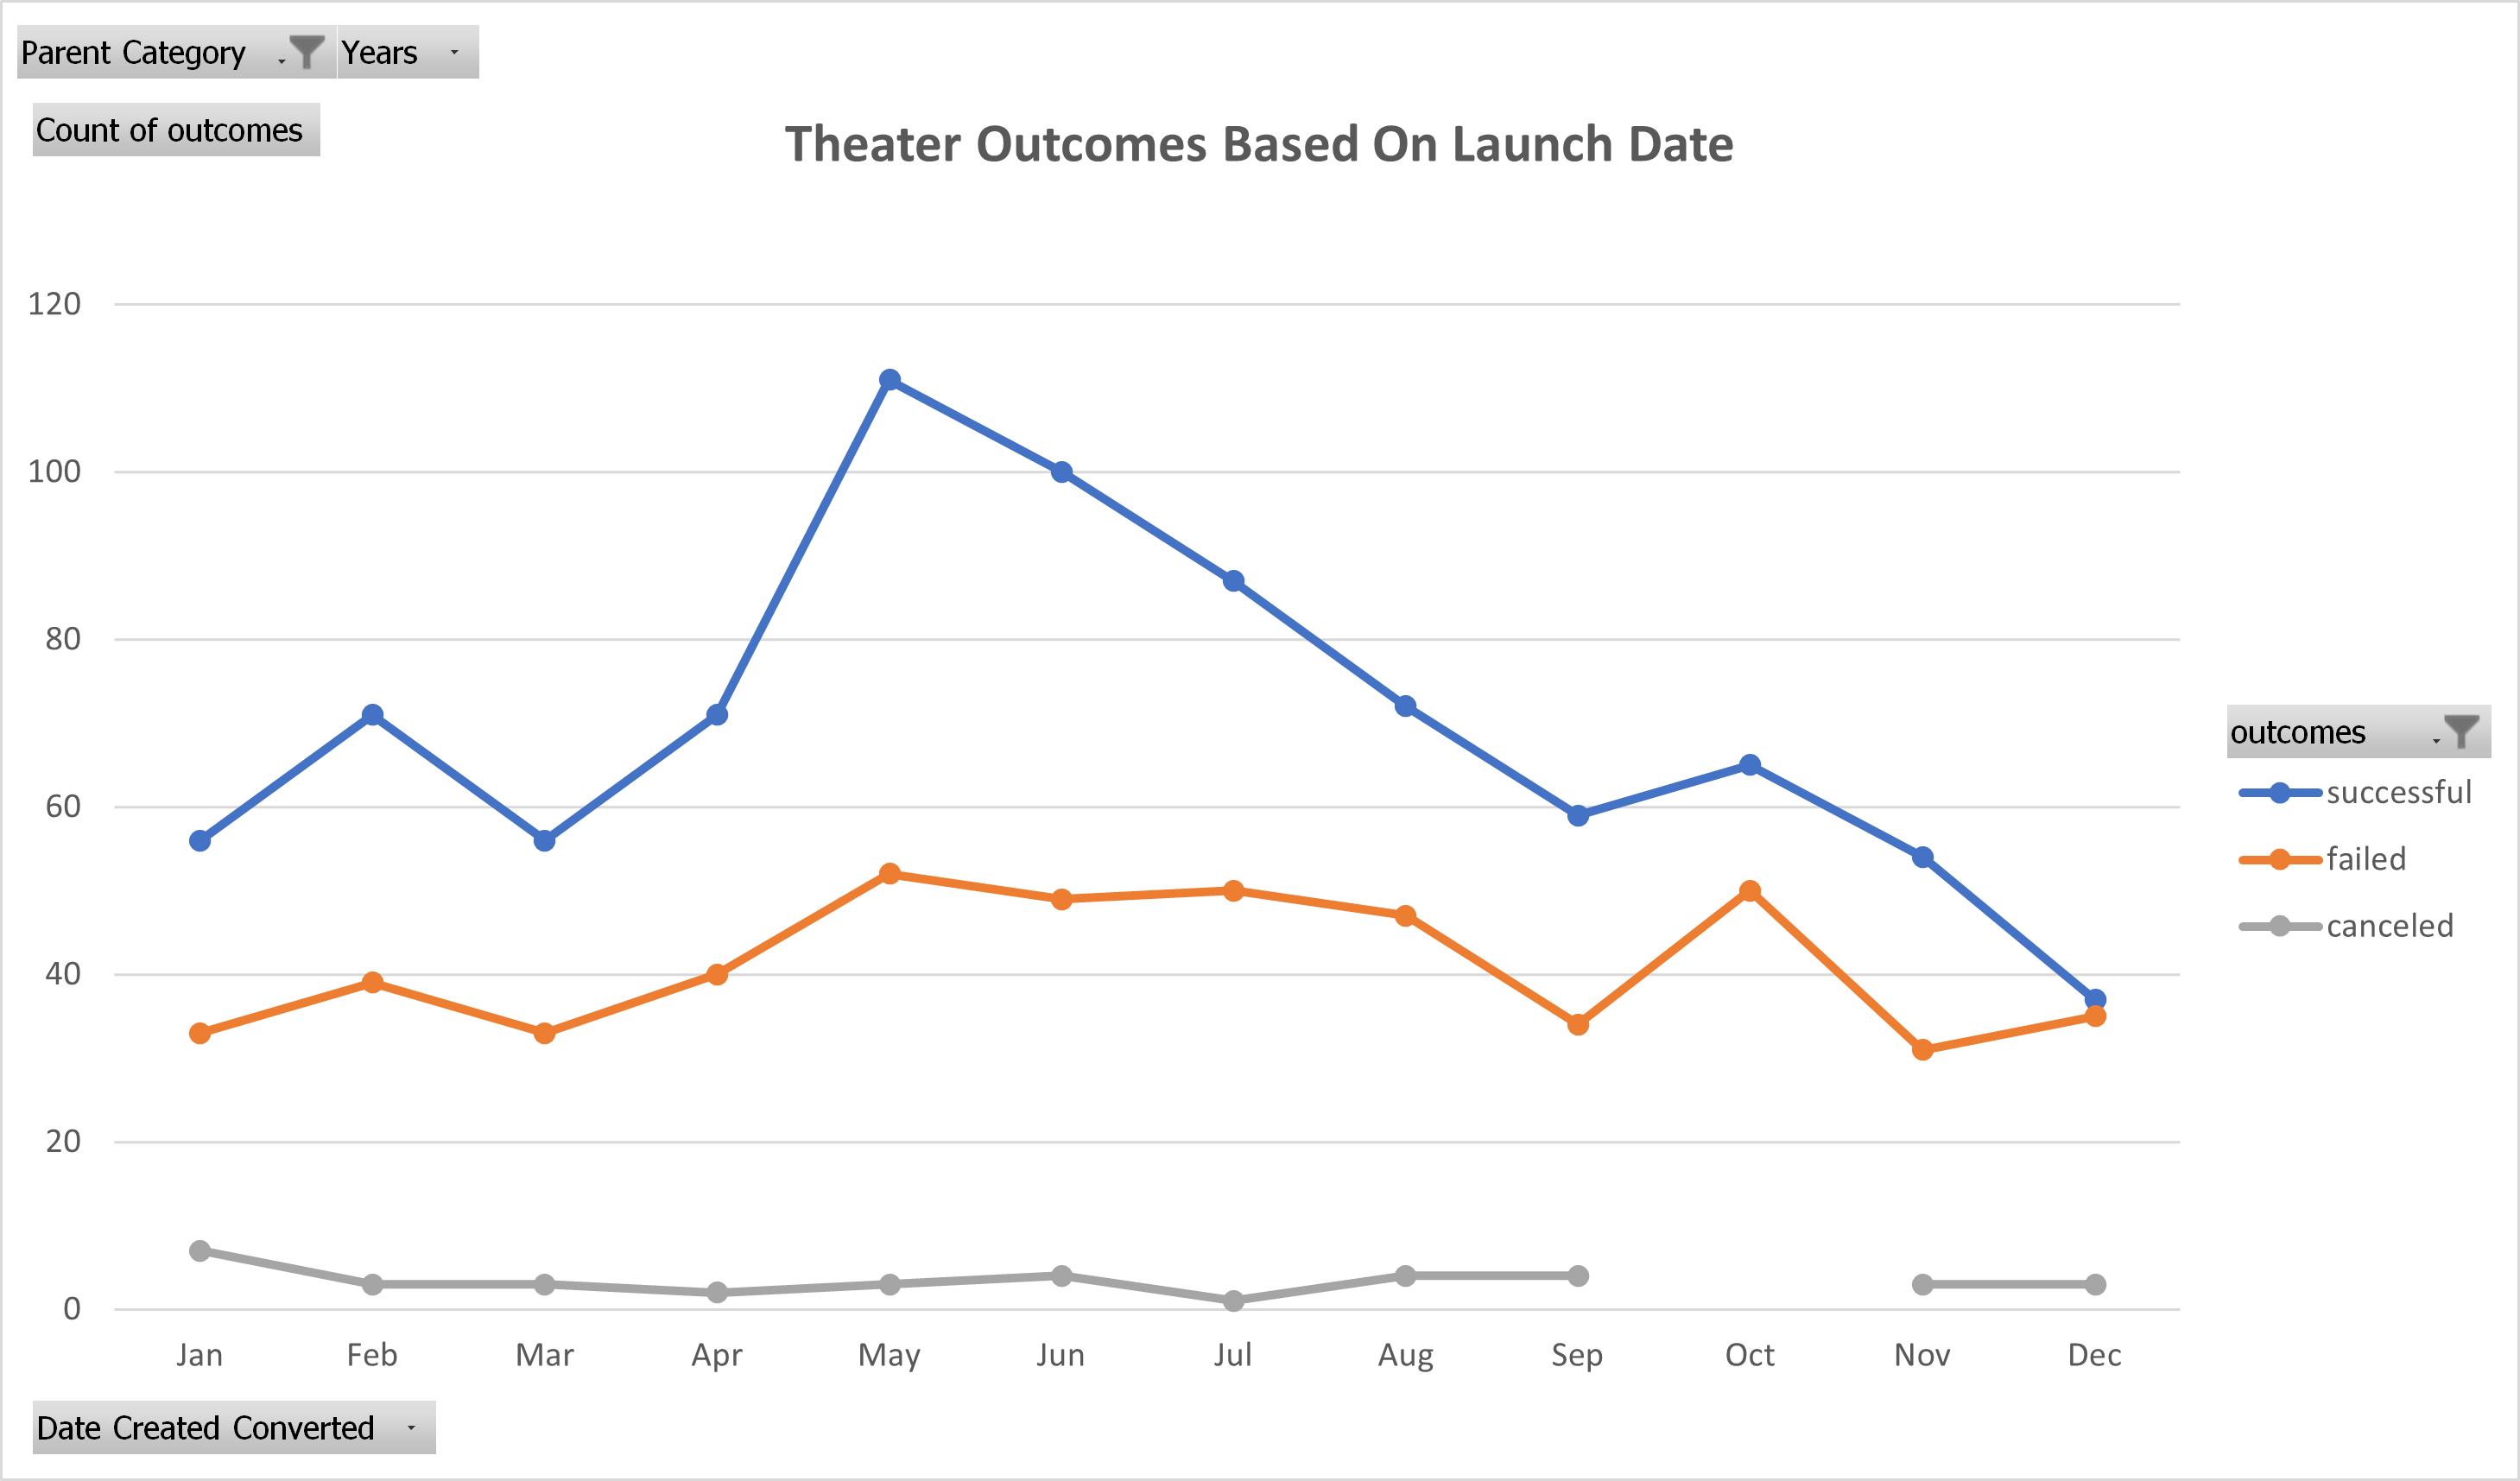 Parent Category Years
Count of outcomes
Theater Outcomes Based On Launch Date
120
100
80
60
40
20
0
Jan Feb Mar Apr May Jun Jul Aug Sep Oct Nov Dec
outcomes
successful
failed
canceled
Date Created Converted